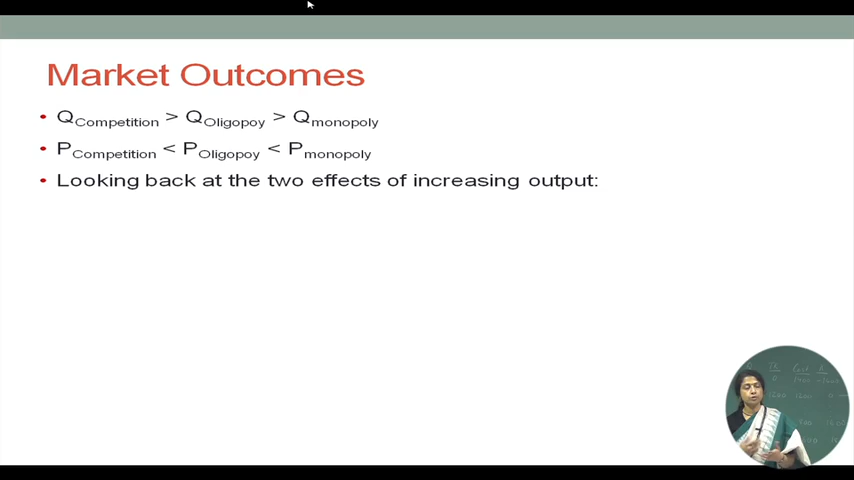 Market Outcomes
• Q Competition > Q Oligopoy > Q monopoly
• P Competition < P Oligopoy < P monopoly
• Looking back at the two effects of increasing output: